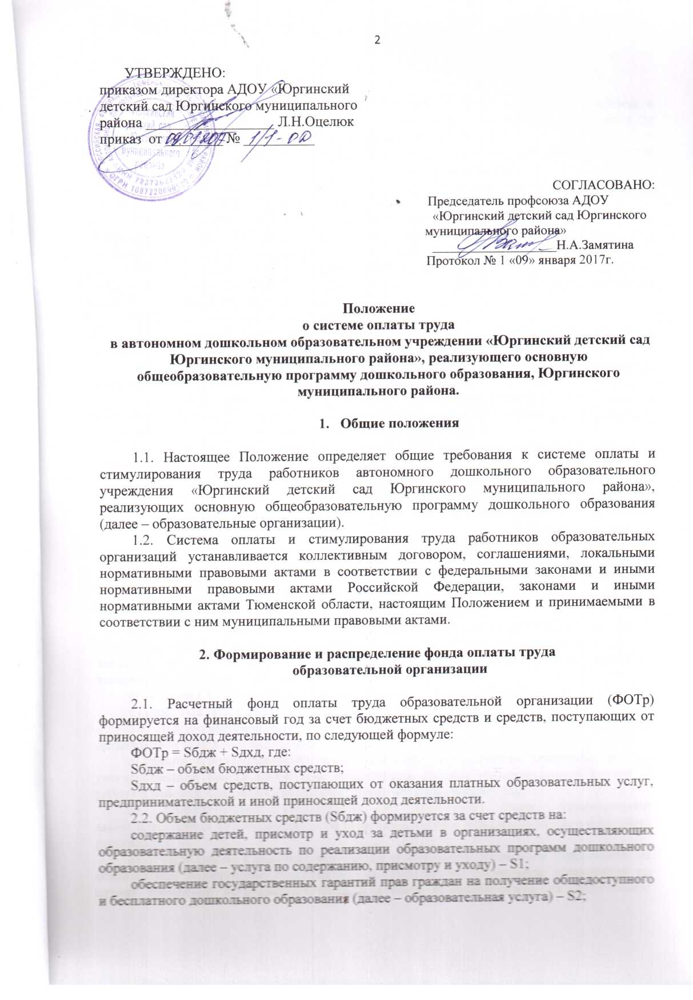 2
УТВЕРЖДЕНО:
приказом директора АДОУ «Юргинский
детский сад Юргинского муниципального
района __________________ Л.Н.Оцелюк
приказ от 09.01.2017 № 1/1-ОД
СОГЛАСОВАНО:
Председатель профсоюза АДОУ
«Юргинский детский сад Юргинского
муниципального района»
__________________Н.А.Замятина
Протокол № 1 «09» января 2017г.
Положение
о системе оплаты труда
в автономном дошкольном образовательном учреждении «Юргинский детский сад
Юргинского муниципального района», реализующего основную
общеобразовательную программу дошкольного образования, Юргинского
муниципального района.
1. Общие положения
1.1. Настоящее Положение определяет общие требования к системе оплаты и
стимулирования труда работников автономного дошкольного образовательного
учреждения «Юргинский детский сад Юргинского муниципального района»,
реализующих основную общеобразовательную программу дошкольного образования
(далее – образовательные организации).
1.2. Система оплаты и стимулирования труда работников образовательных
организаций устанавливается коллективным договором, соглашениями, локальными
нормативными правовыми актами в соответствии с федеральными законами и иными
нормативными правовыми актами Российской Федерации, законами и иными
нормативными актами Тюменской области, настоящим Положением и принимаемыми в
соответствии с ним муниципальными правовыми актами.
2. Формирование и распределение фонда оплаты труда
образовательной организации
2.1. Расчетный фонд оплаты труда образовательной организации (ФОТр)
формируется на финансовый год за счет бюджетных средств и средств, поступающих от
приносящей доход деятельности, по следующей формуле:
ФОТр = Sбдж + Sдхд, где:
Sбдж – объем бюджетных средств;
Sдхд – объем средств, поступающих от оказания платных образовательных услуг,
предпринимательской и иной приносящей доход деятельности.
2.2. Объем бюджетных средств (Sбдж) формируется за счет средств на:
содержание детей, присмотр и уход за детьми в организациях, осуществляющих
образовательную деятельность по реализации образовательных программ дошкольного
образования (далее – услуга по содержанию, присмотру и уходу) – S1;
обеспечение государственных гарантий прав граждан на получение общедоступного
и бесплатного дошкольного образования (далее – образовательная услуга) – S2;